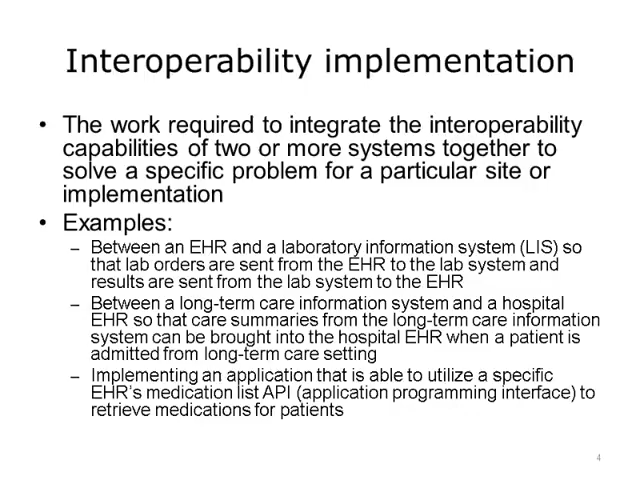 Interoperability implementation
• The work required to integrate the interoperability
capabilities of two or more systems together to
solve a specific problem for a particular site or
implementation
• Examples:
– Between an EHR and a laboratory information system (LIS) so
that lab orders are sent from the EHR to the lab system and
results are sent from the lab system to the EHR
– Between a long-term care information system and a hospital
EHR so that care summaries from the long-term care information
system can be brought into the hospital EHR when a patient is
admitted from long-term care setting
– Implementing an application that is able to utilize a specific
EHR’s medication list API (application programming interface) to
retrieve medications for patients
4